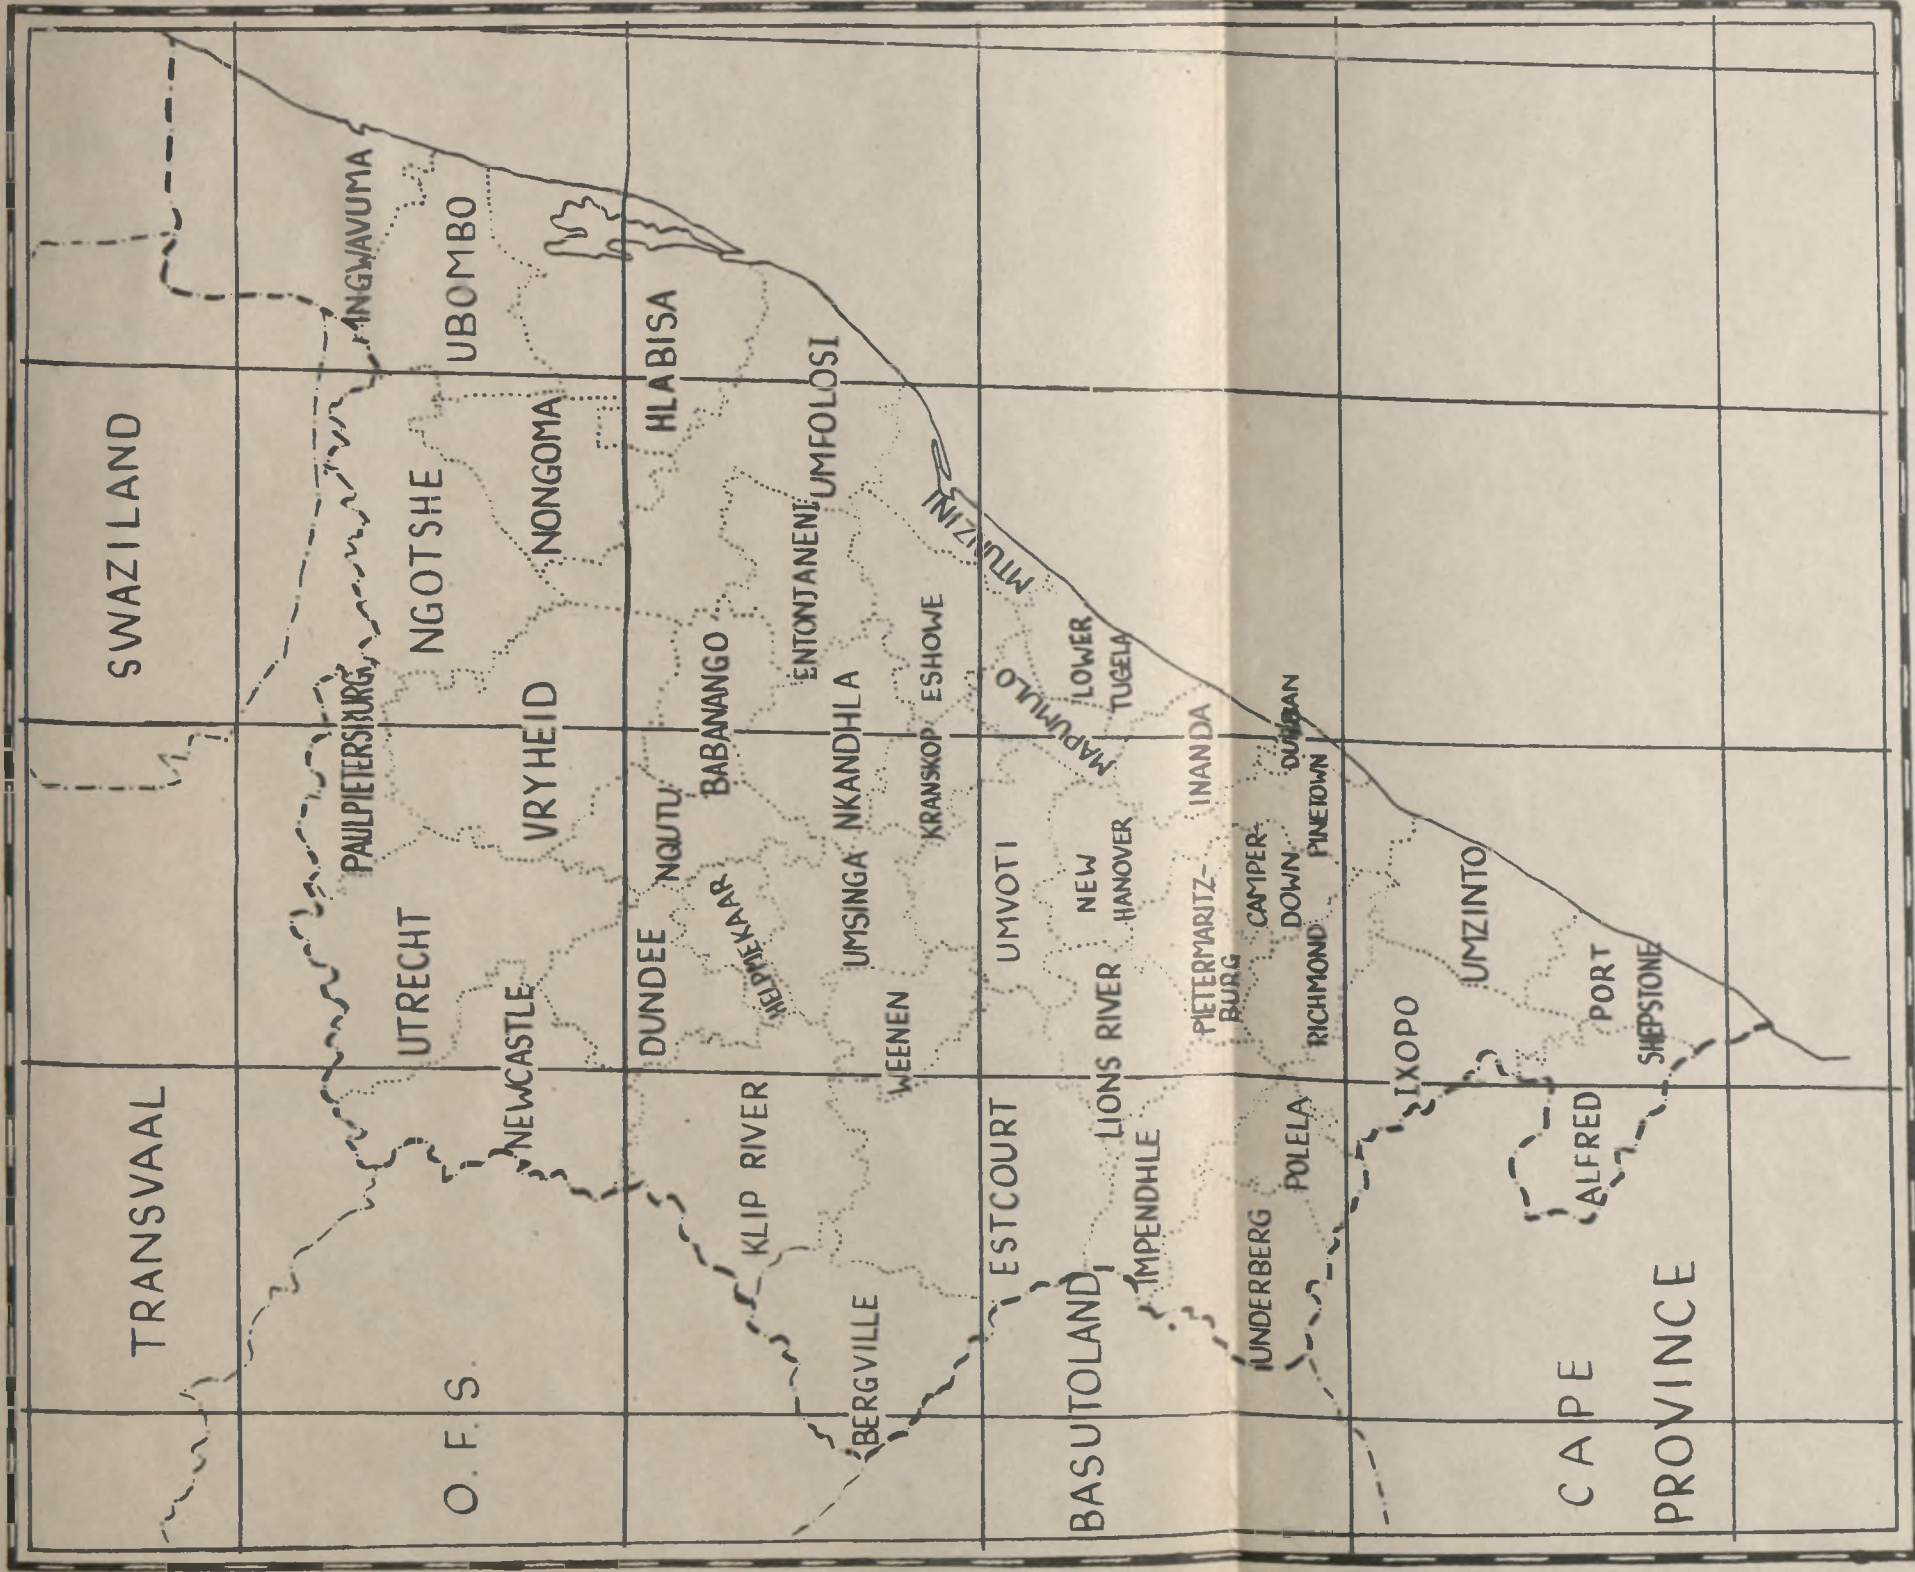 TRANSVAAL
SWAZILAND
O. F. S.
PAULPIETERSBURG
INGWAVUMA
UTRECHT
NGOTSHE
UBOMBO
NEWCASTLE
VRYHEID
NONGOMA
DUNDEE
NQUTU
HLABISA
KLIP RIVER
HELPMEKAAR
BABANANGO
ENTONJANENI
UMFOLOSI
BERGVILLE
UMSINGA
NKANDHLA
WEENEN
KRANSKOP
ESHOWE
MTUNZINI
ESTCOURT
UMVOTI
MAPUMULO
LOWER
TUGELA
BASUTOLAND
LIONS RIVER
NEW
HANOVER
IMPENDHLE
PIETERMARITZ-
BURG
INANDA
UNDERBERG
POLELA
CAMPER-
DOWN
DURBAN
RICHMOND
PINETOWN
IXOPO
UMZINTO
ALFRED
PORT
SHEPSTONE
CAPE
PROVINCE